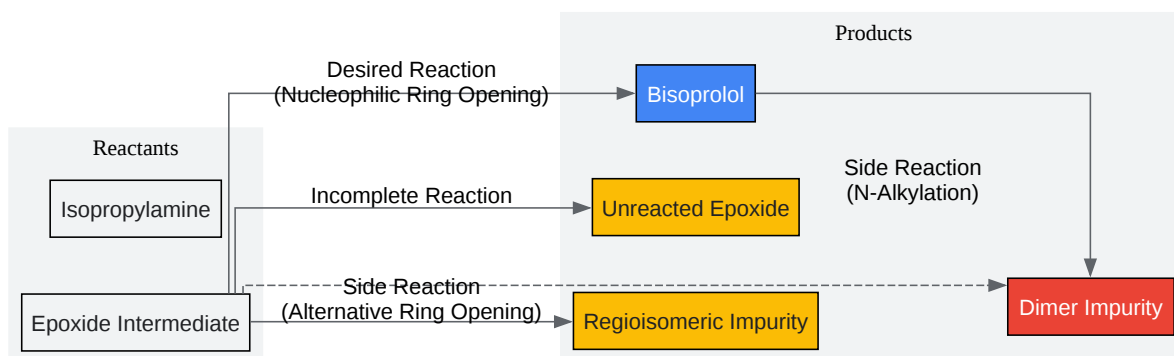 Products
Desired Reaction
(Nucleophilic Ring Opening)
Bisoprolol
Reactants
Isopropylamine
Incomplete Reaction
Unreacted Epoxide
Side Reaction
(N-Alkylation)
Epoxide Intermediate
Side Reaction
(Alternative Ring Opening)
Regioisomeric Impurity
Dimer Impurity